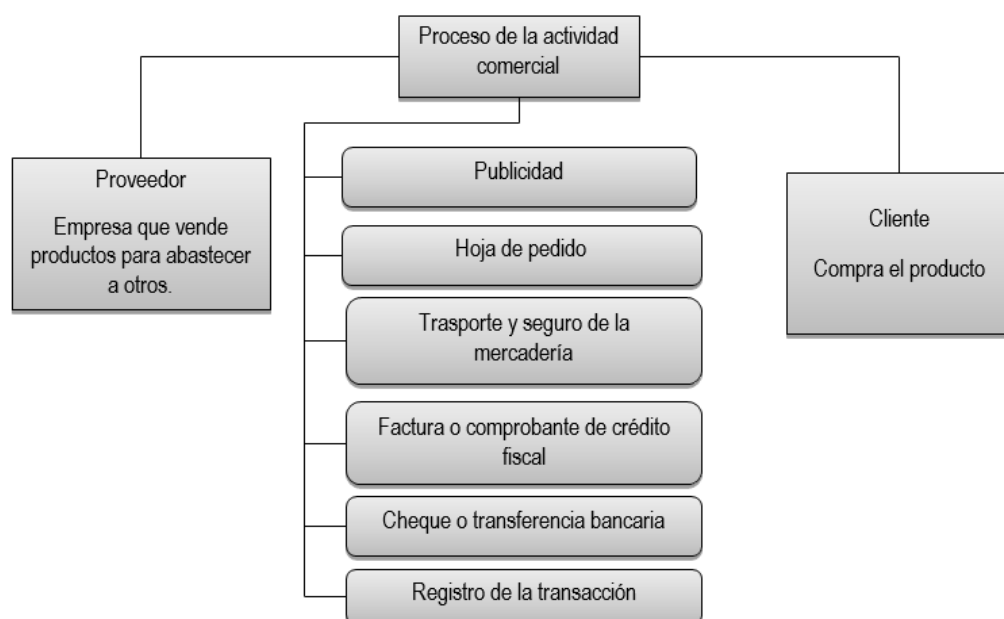 Proceso de la actividad
comercial
Proveedor
Empresa que vende
productos para abastecer
a otros.
Publicidad
Hoja de pedido
Trasporte y seguro de la
mercadería
Factura o comprobante de crédito
fiscal
Cheque o transferencia bancaria
Registro de la transacción
Cliente
Compra el producto